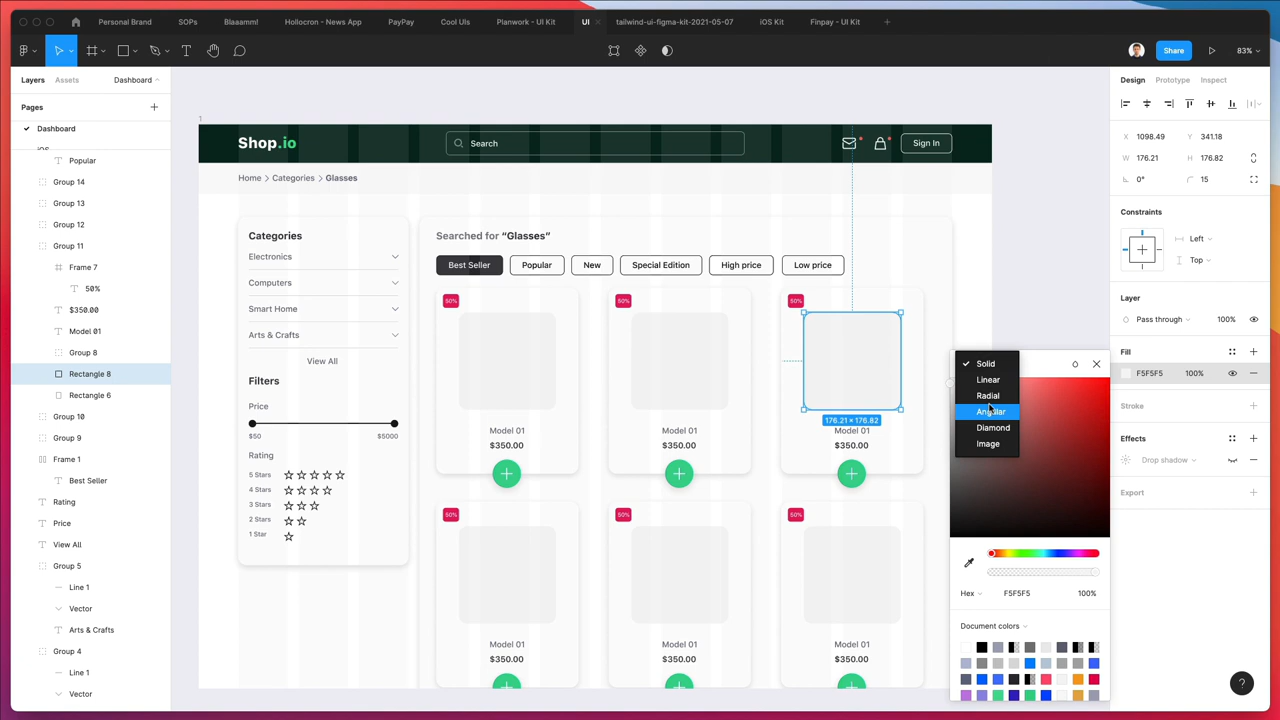 Personal Brand SOPs Blaaamm! Holiocron - News App PayPay Cool UIs Planwork - UI Kit UI tailwind-ui-figma-kit-2021-05-07 iOS Kit Finpay - UI Kit
Share 83%
Layers Assets Dashboard
Pages
Dashboard
Popular
Group 14
Group 13
Group 12
Group 11
Frame 7
50%
$350.00
Model 01
Group 8
Rectangle 8
Rectangle 6
Group 10
Group 9
Frame 1
Best Seller
Rating
Price
View All
Group 5
Line 1
Vector
Arts & Crafts
Group 4
Line 1
Vector
1
Shop.io Search Sign In
Home > Categories > Glasses
Categories
Electronics
Computers
Smart Home
Arts & Crafts
View All
Filters
Price
$50 $5000
Rating
5 Stars
4 Stars
3 Stars
2 Stars
1 Star
Searched for “Glasses“
Best Seller Popular New Special Edition High price Low price
50% 50% 50%
176.21 × 176.82
Model 01 Model 01 Model 01
$350.00 $350.00 $350.00
50% 50% 50%
Model 01 Model 01 Model 01
$350.00 $350.00 $350.00
Solid
Linear
Radial
Angular
Diamond
Image
Hex F5F5F5 100%
Document colors
Design Prototype Inspect
X 1098.49 Y 341.18
W 176.21 H 176.82
0° 15
Constraints
Left
Top
Layer
Pass through 100%
Fill
F5F5F5 100%
Stroke
Effects
Drop shadow
Export
?